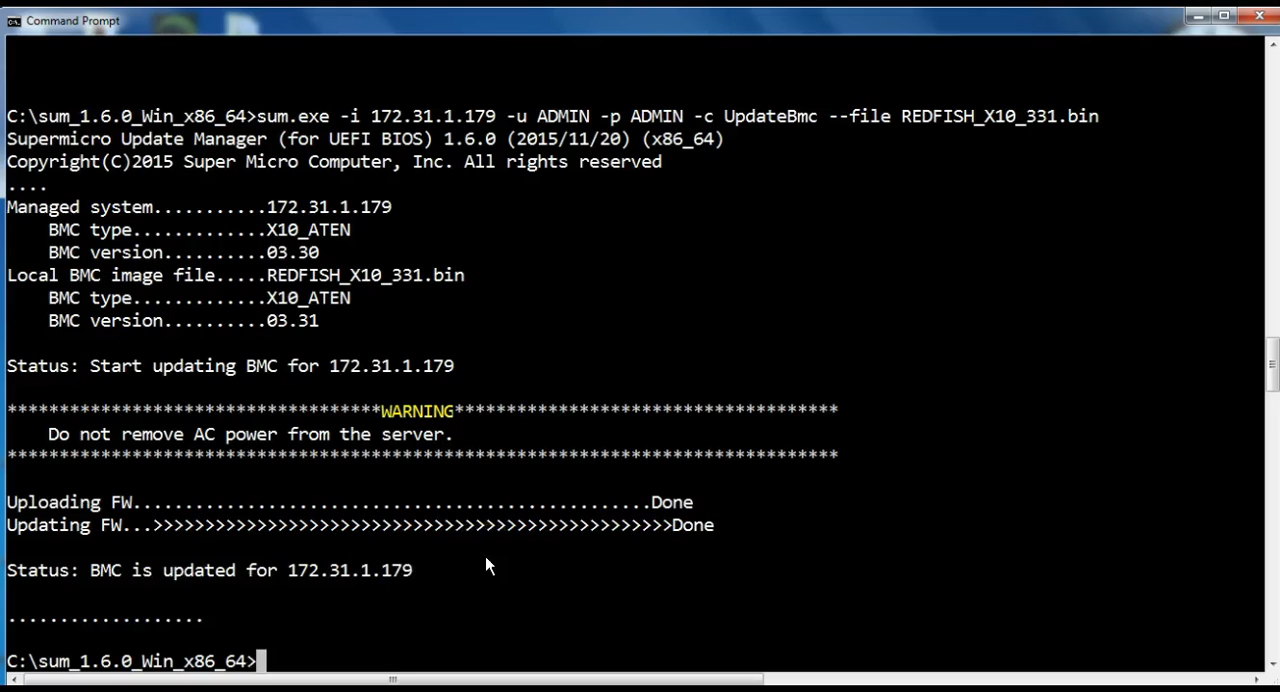 Command Prompt
C:\sum_1.6.0_Win_x86_64>sum.exe -i 172.31.1.179 -u ADMIN -p ADMIN -c UpdateBmc --file REDFISH_X10_331.bin
Supermicro Update Manager (for UEFI BIOS) 1.6.0 (2015/11/20) (x86_64)
Copyright(C)2015 Super Micro Computer, Inc. All rights reserved
....
Managed system...........172.31.1.179
    BMC type.............X10_ATEN
    BMC version..........03.30
Local BMC image file.....REDFISH_X10_331.bin
    BMC type.............X10_ATEN
    BMC version..........03.31
Status: Start updating BMC for 172.31.1.179
************************************WARNING*************************************
    Do not remove AC power from the server.
********************************************************************************
Uploading FW..................................................Done
Updating FW...>>>>>>>>>>>>>>>>>>>>>>>>>>>>>>>>>>>>>>>>>>>>>>>>>>Done
Status: BMC is updated for 172.31.1.179
...................
C:\sum_1.6.0_Win_x86_64>